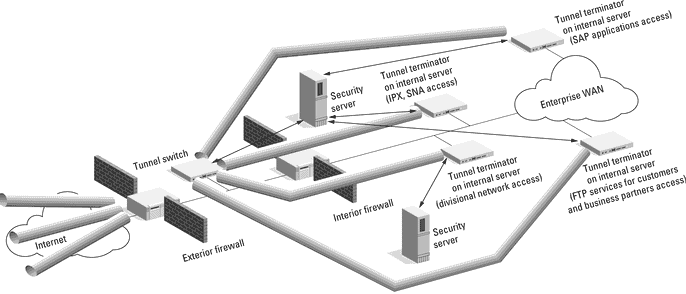 Tunnel terminator
on internal server
(SAP applications access)
Tunnel terminator
on internal server
(IPX, SNA access)
Security
server
Enterprise WAN
Tunnel switch
Tunnel terminator
on internal server
(divisional network access)
Tunnel terminator
on internal server
(FTP services for customers
and business partners access)
Interior firewall
Internet
Exterior firewall
Security
server